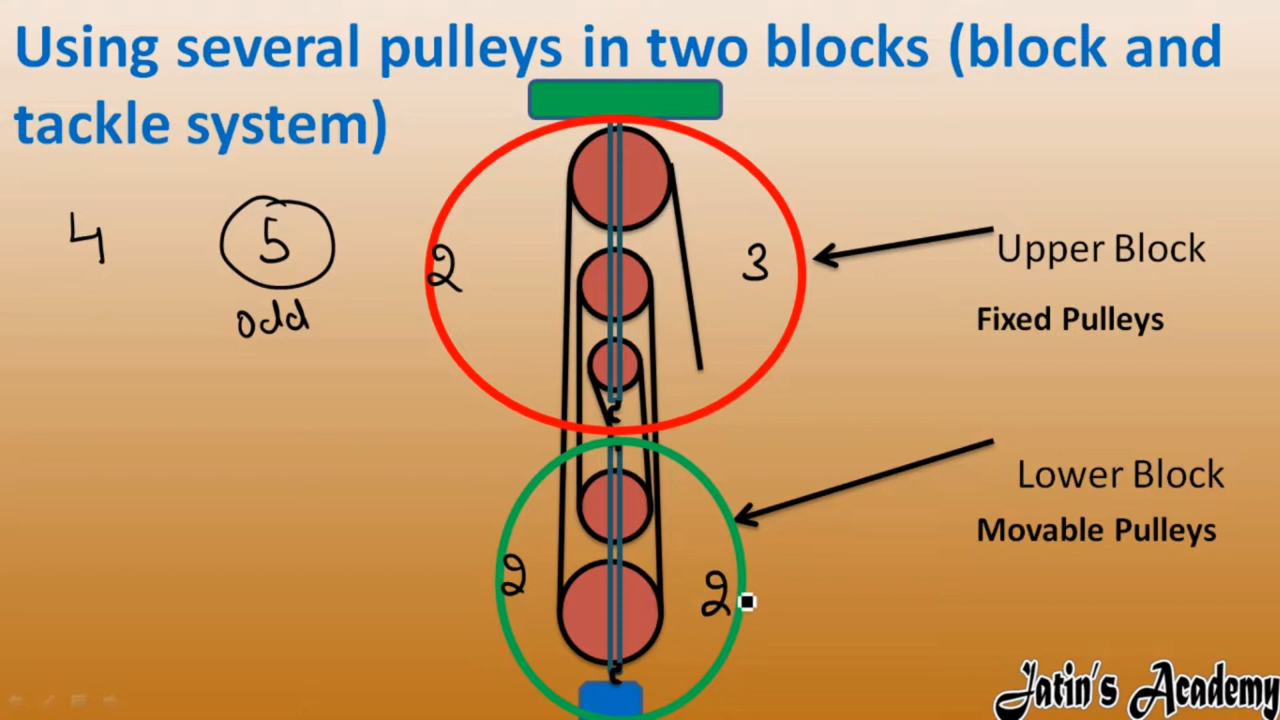 Using several pulleys in two blocks (block and
tackle system)
4 5
odd
2 3
Upper Block
Fixed Pulleys
Lower Block
Movable Pulleys
2 2
Jatin's Academy